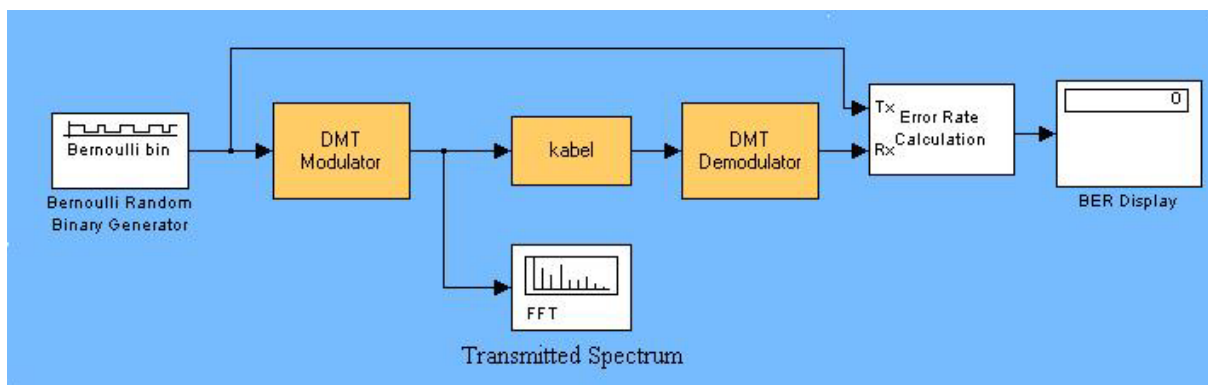 Bernoulli bin
Bernoulli Random
Binary Generator
DMT
Modulator
kabel
DMT
Demodulator
Tx
Error Rate
Rx
Calculation
0
BER Display
FFT
Transmitted Spectrum